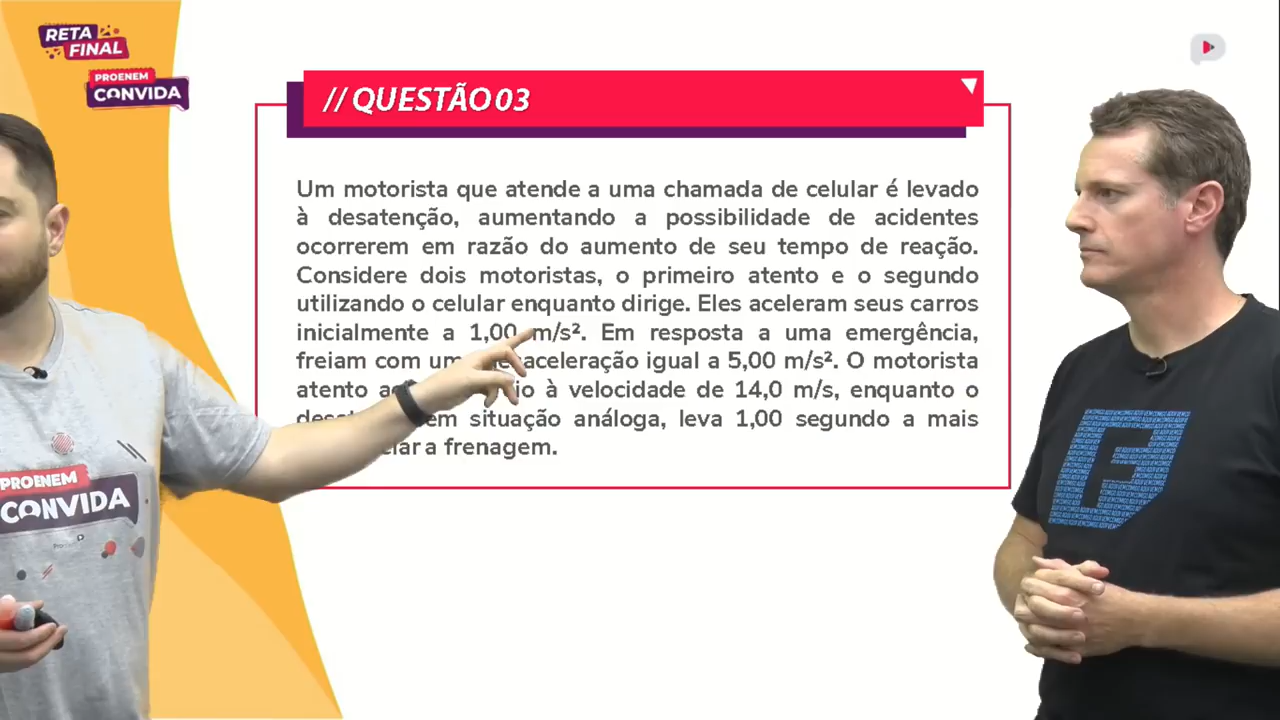 RETA
FINAL
PROENEM
CONVIDA
// QUESTÃO 03
Um motorista que atende a uma chamada de celular é levado
à desatenção, aumentando a possibilidade de acidentes
ocorrerem em razão do aumento de seu tempo de reação.
Considere dois motoristas, o primeiro atento e o segundo
utilizando o celular enquanto dirige. Eles aceleram seus carros
inicialmente a 1,00 m/s². Em resposta a uma emergência,
freiam com desaceleração igual a 5,00 m/s². O motorista
atento à velocidade de 14,0 m/s, enquanto o
situação análoga, leva 1,00 segundo a mais
a frenagem.
PROENEM
CONVIDA